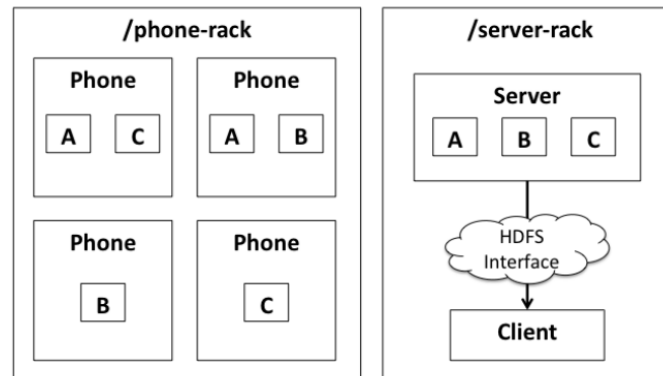 /phone-rack
Phone
A C
Phone
A B
Phone
B
Phone
C
/server-rack
Server
A B C
HDFS
Interface
Client